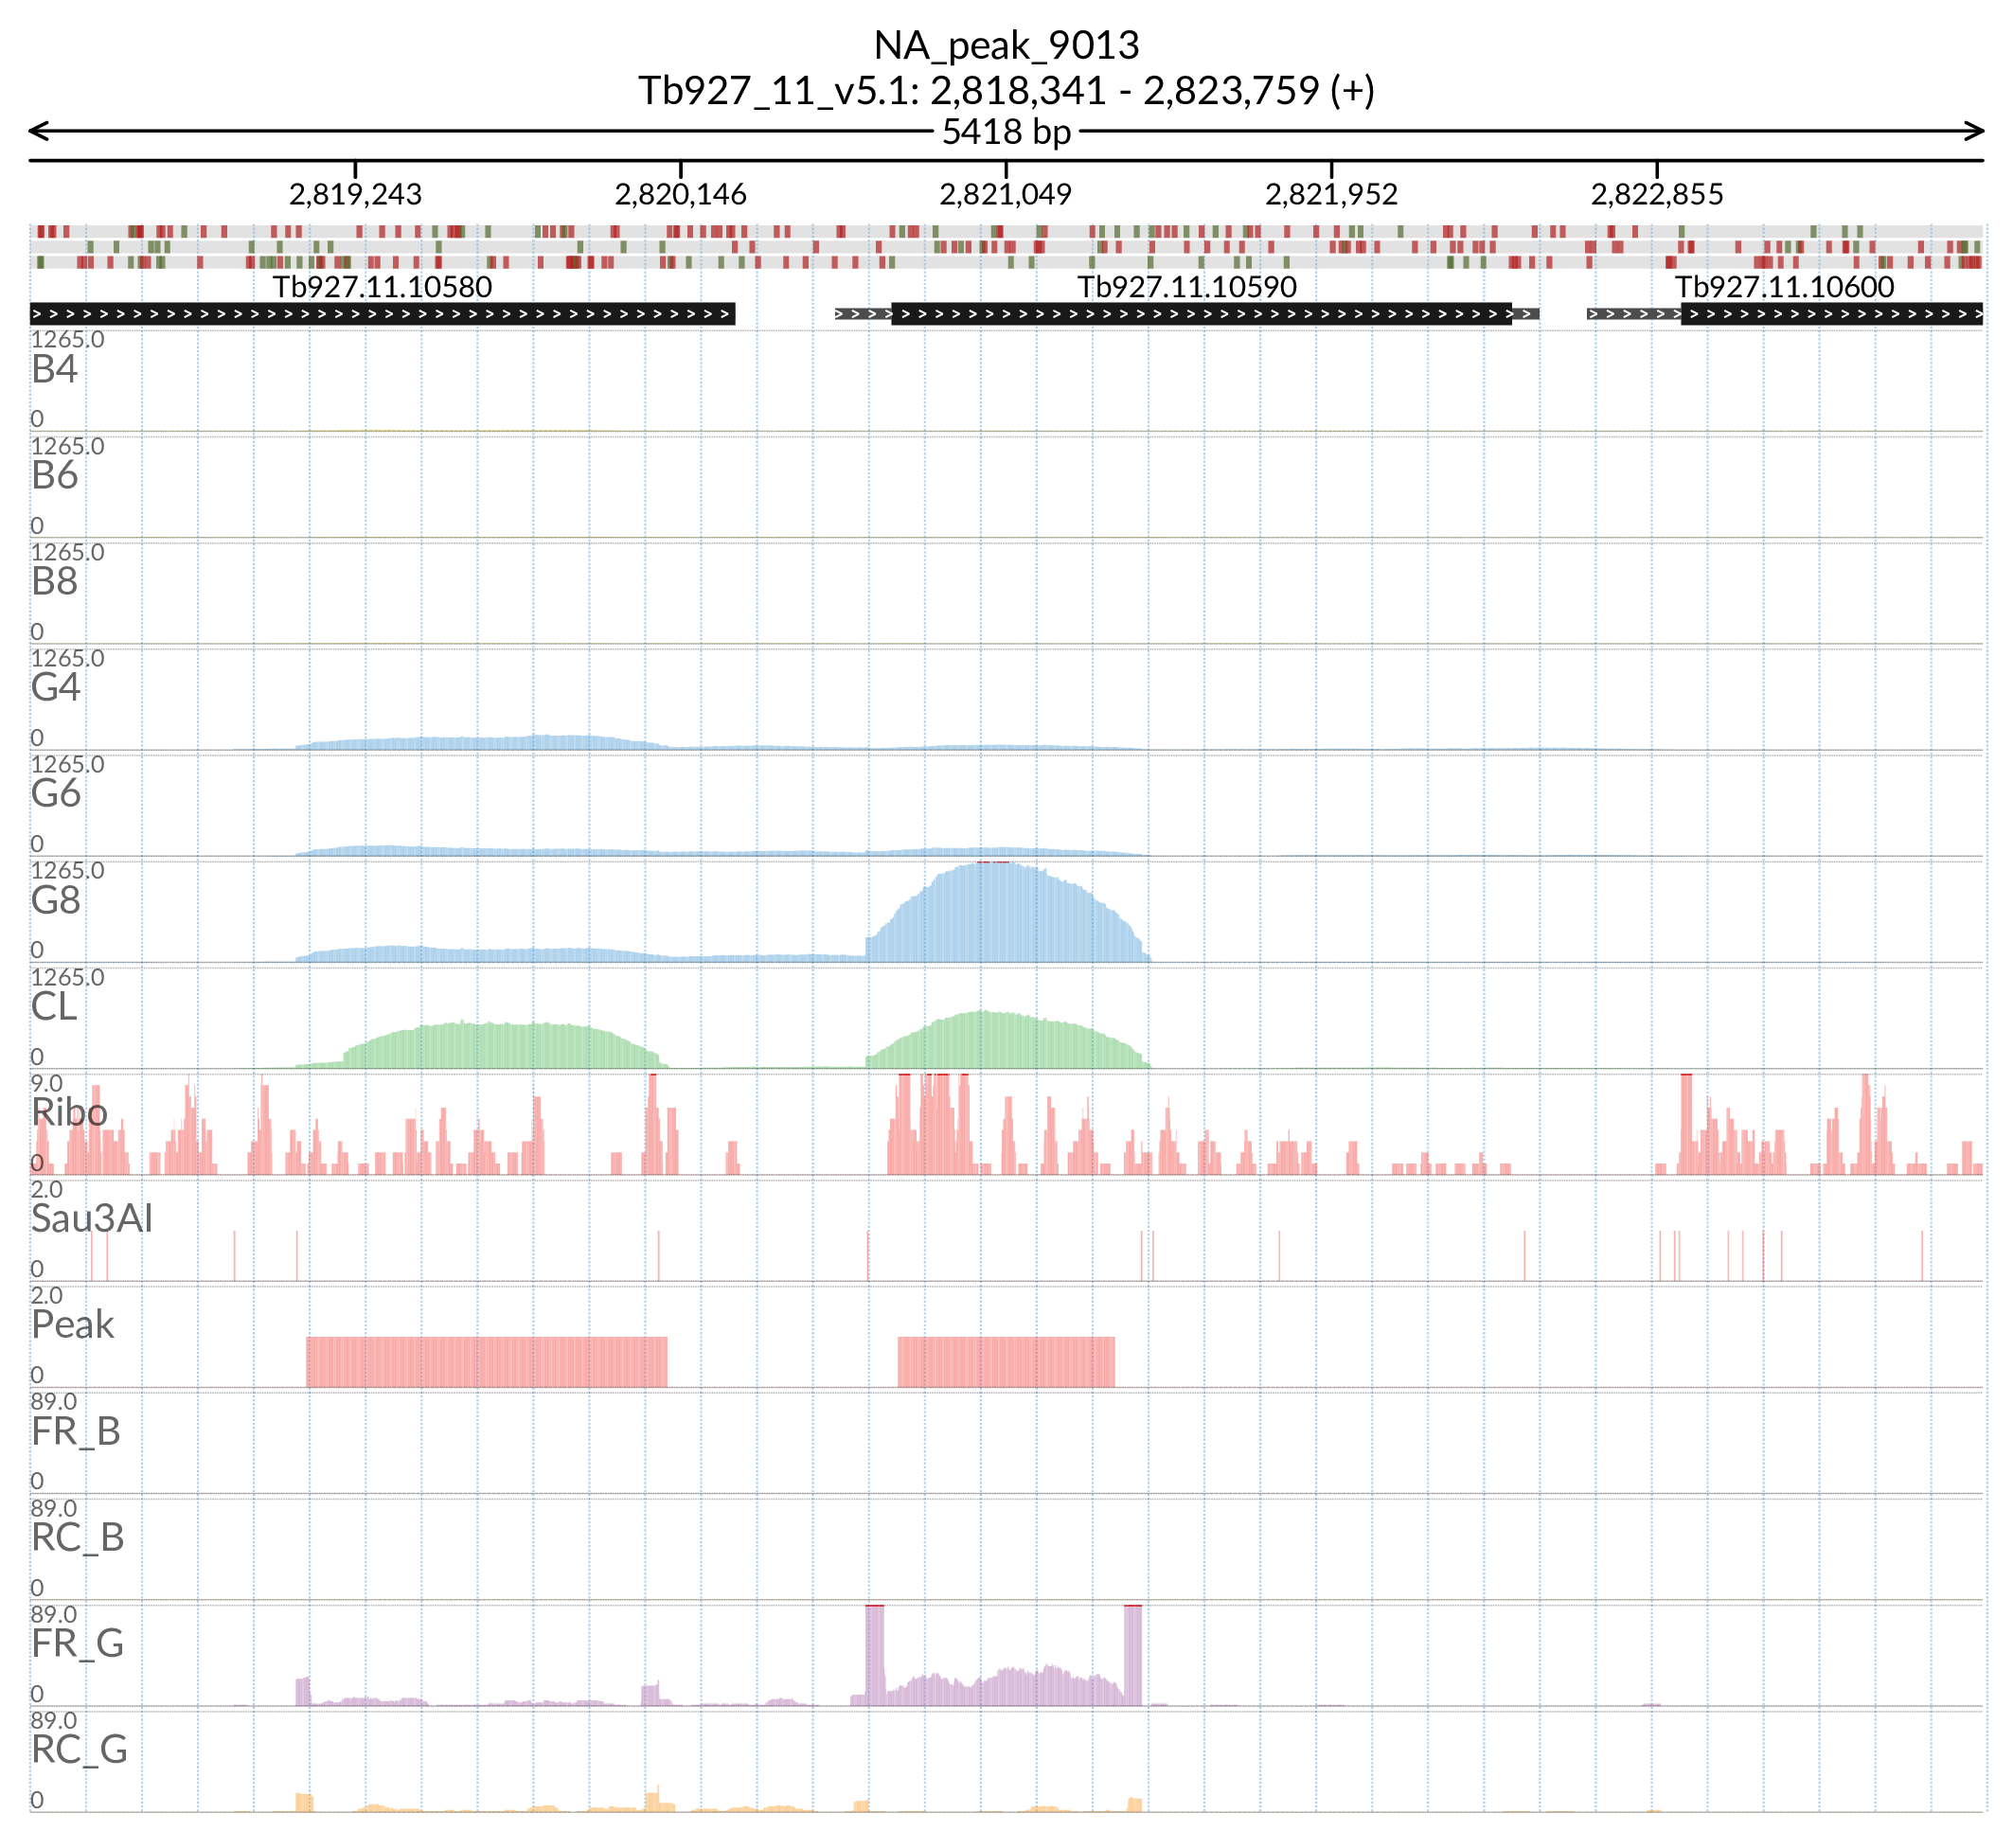 NA_peak_9013
Tb927_11_v5.1: 2,818,341 - 2,823,759 (+)
5418 bp
2,819,243 2,820,146 2,821,049 2,821,952 2,822,855
Tb927.11.10580 Tb927.11.10590 Tb927.11.10600
1265.0
B4
0
1265.0
B6
0
1265.0
B8
0
1265.0
G4
0
1265.0
G6
0
1265.0
G8
0
1265.0
CL
0
9.0
Ribo
0
2.0
Sau3AI
0
2.0
Peak
0
89.0
FR_B
0
89.0
RC_B
0
89.0
FR_G
0
89.0
RC_G
0